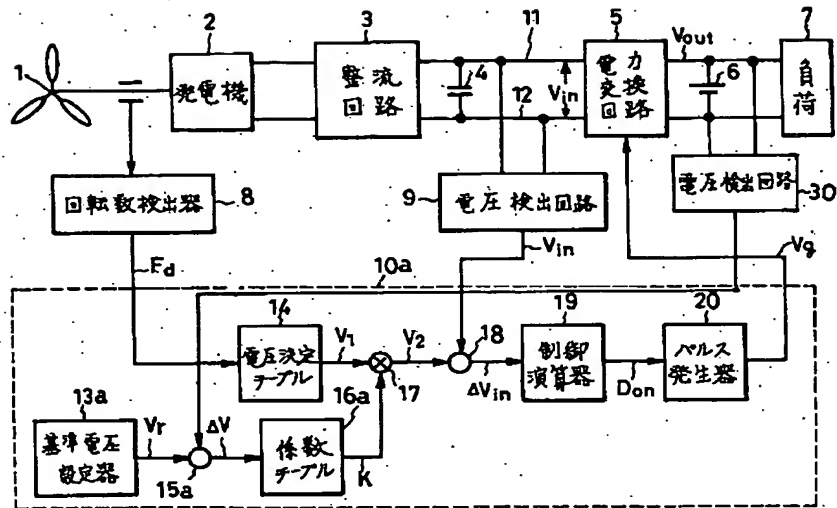 1
2
発電機
3
整流
回路
4
11
12
Vin
5
電力
変換
回路
Vout
6
7
負荷
回転数検出器
8
9
電圧検出回路
電圧検出回路
30
Fd
Vin
Vg
10a
14
電圧決定
テーブル
V1
17
V2
18
ΔVin
19
制御
演算器
Don
20
パルス
発生器
13a
基準電圧
設定器
Vr
15a
ΔV
16a
係数
テーブル
K